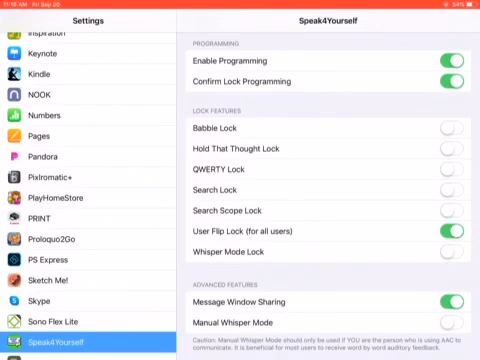 11:18 AM Fri Sep 20
54%
Settings
Inspiration
Keynote
Kindle
NOOK
Numbers
Pages
Pandora
Pixlromatic+
PlayHomeStore
PRINT
Proloquo2Go
PS Express
Sketch Me!
Skype
Sono Flex Lite
Speak4Yourself
Speak4Yourself
PROGRAMMING
Enable Programming
Confirm Lock Programming
LOCK FEATURES
Babble Lock
Hold That Thought Lock
QWERTY Lock
Search Lock
Search Scope Lock
User Flip Lock (for all users)
Whisper Mode Lock
ADVANCED FEATURES
Message Window Sharing
Manual Whisper Mode
Caution: Manual Whisper Mode should only be used if YOU are the person who is using AAC to
communicate. It is beneficial for most users to receive word by word auditory feedback.